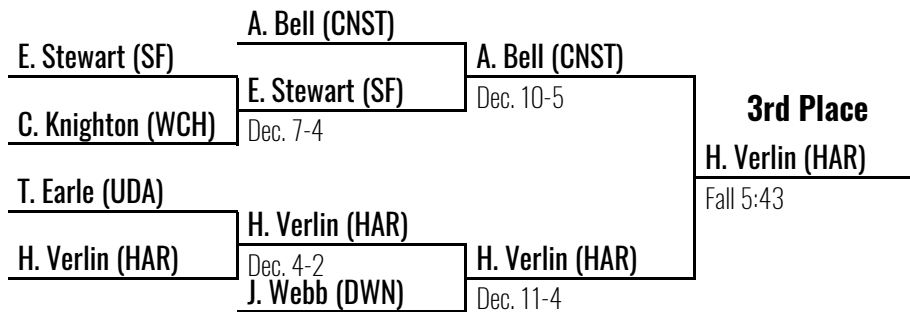 A. Bell (CNST)
E. Stewart (SF)
A. Bell (CNST)
E. Stewart (SF)
Dec. 10-5
3rd Place
C. Knighton (WCH)
Dec. 7-4
H. Verlin (HAR)
T. Earle (UDA)
Fall 5:43
H. Verlin (HAR)
H. Verlin (HAR)
Dec. 4-2
H. Verlin (HAR)
J. Webb (DWN)
Dec. 11-4